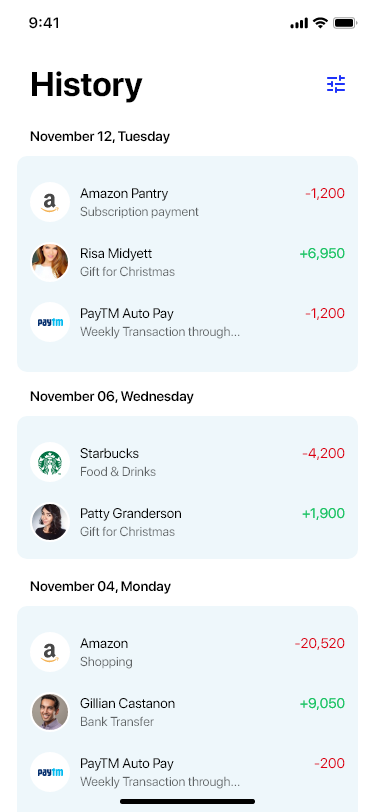 9:41
History
November 12, Tuesday
a
Amazon Pantry
-1,200
Subscription payment
Risa Midyett
+6,950
Gift for Christmas
paytm
PayTM Auto Pay
-1,200
Weekly Transaction through...
November 06, Wednesday
Starbucks
-4,200
Food & Drinks
Patty Granderson
+1,900
Gift for Christmas
November 04, Monday
a
Amazon
-20,520
Shopping
Gillian Castanon
+9,050
Bank Transfer
paytm
PayTM Auto Pay
-200
Weekly Transaction through...